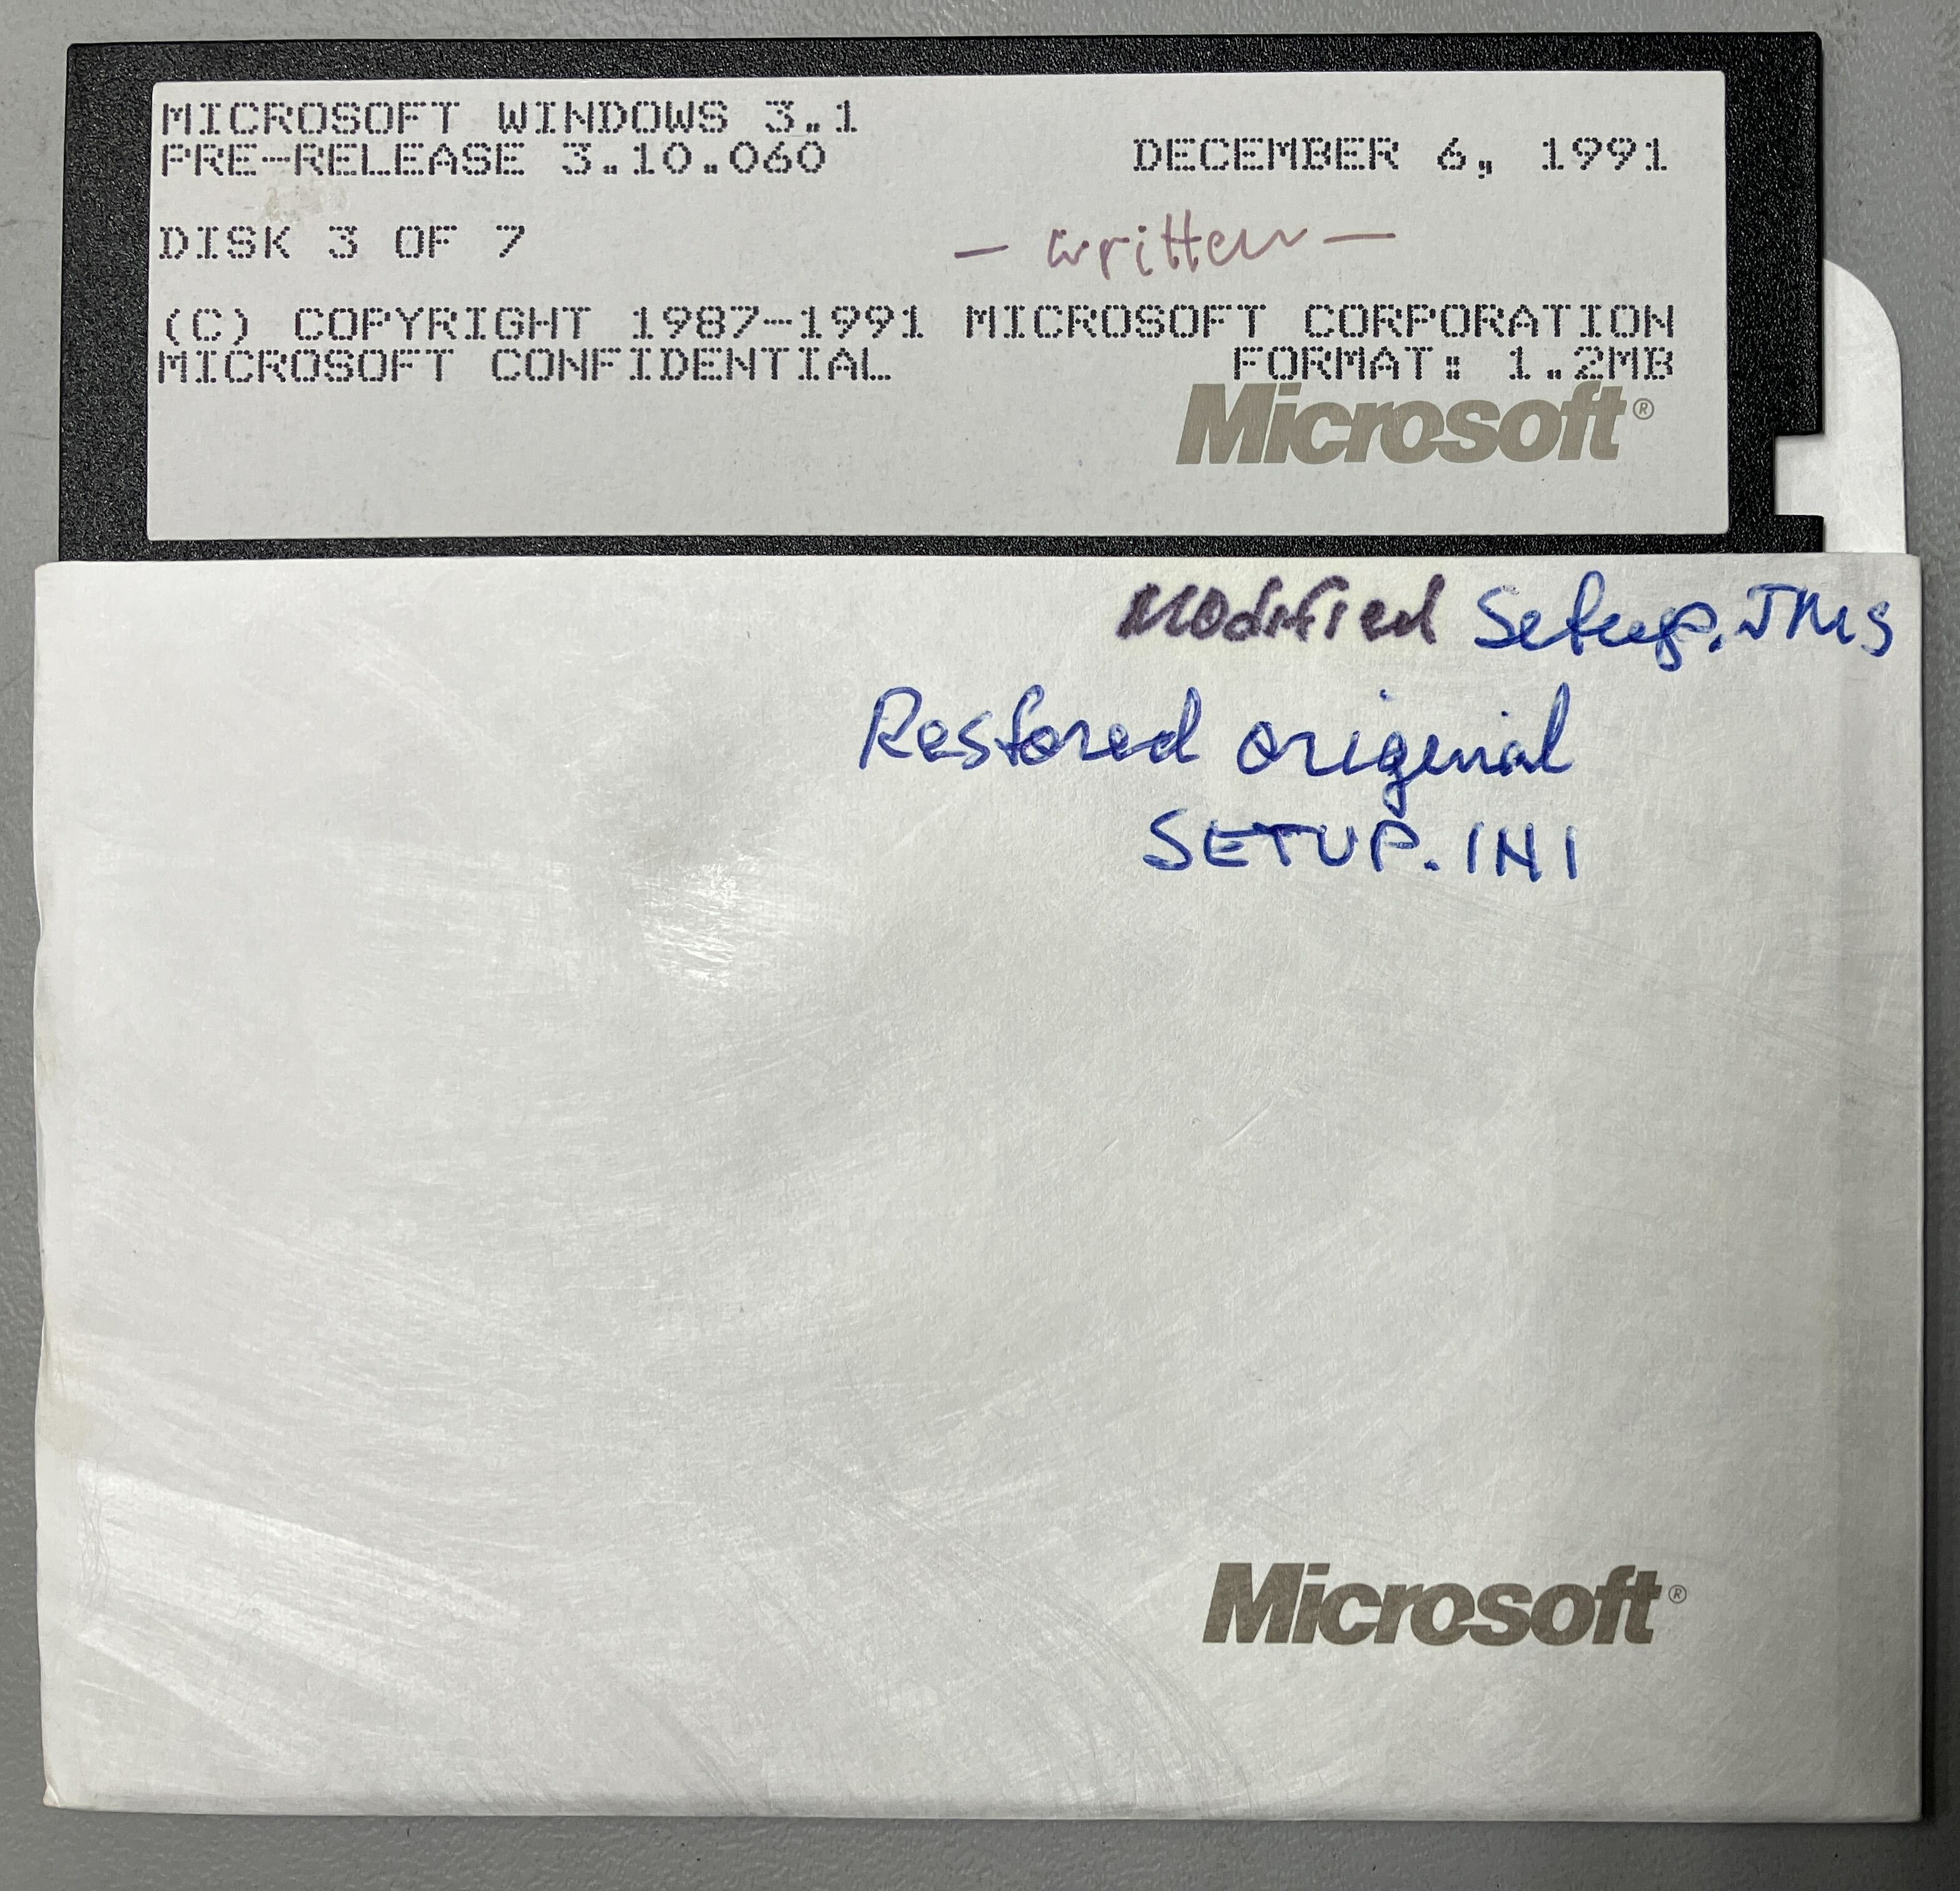 MICROSOFT WINDOWS 3.1
PRE-RELEASE 3.10.060 DECEMBER 6, 1991
DISK 3 OF 7 — written —
(C) COPYRIGHT 1987-1991 MICROSOFT CORPORATION
MICROSOFT CONFIDENTIAL FORMAT: 1.2MB
Microsoft®
Modified Setup.
Restored original
SETUP.INI
Microsoft®